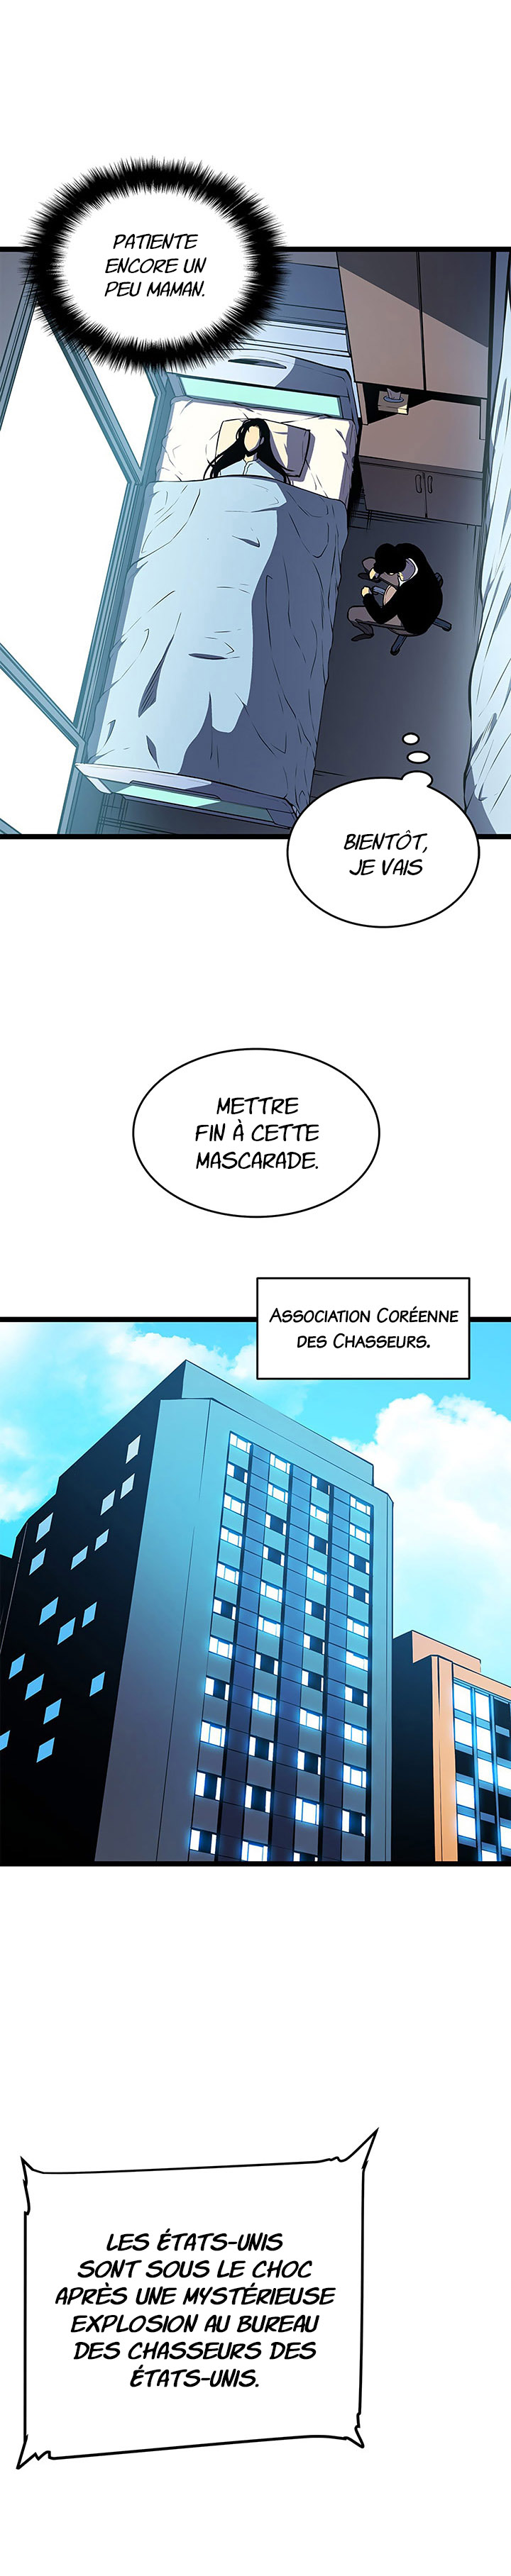 PATIENTE
ENCORE UN
PEU MAMAN.
BIENTÔT,
JE VAIS
METTRE
FIN À CETTE
MASCARADE.
ASSOCIATION CORÉENNE
DES CHASSEURS.
LES ÉTATS-UNIS
SONT SOUS LE CHOC
APRÈS UNE MYSTÉRIEUSE
EXPLOSION AU BUREAU
DES CHASSEURS DES
ÉTATS-UNIS.